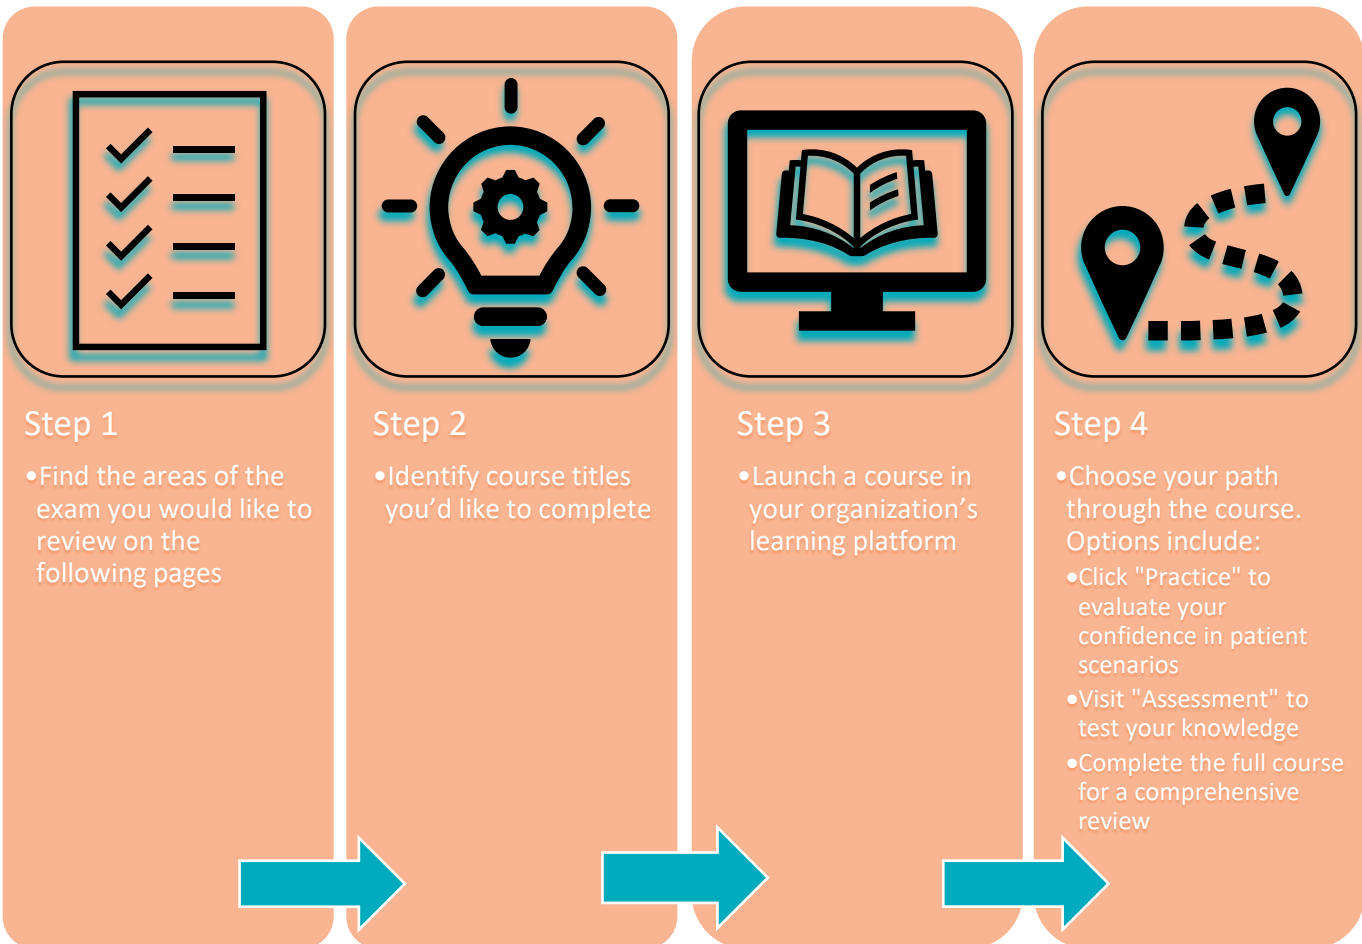 Step 1
•Find the areas of the
exam you would like to
review on the
following pages
Step 2
•Identify course titles
you’d like to complete
Step 3
•Launch a course in
your organization’s
learning platform
Step 4
•Choose your path
through the course.
Options include:
•Click "Practice" to
evaluate your
confidence in patient
scenarios
•Visit "Assessment" to
test your knowledge
•Complete the full course
for a comprehensive
review